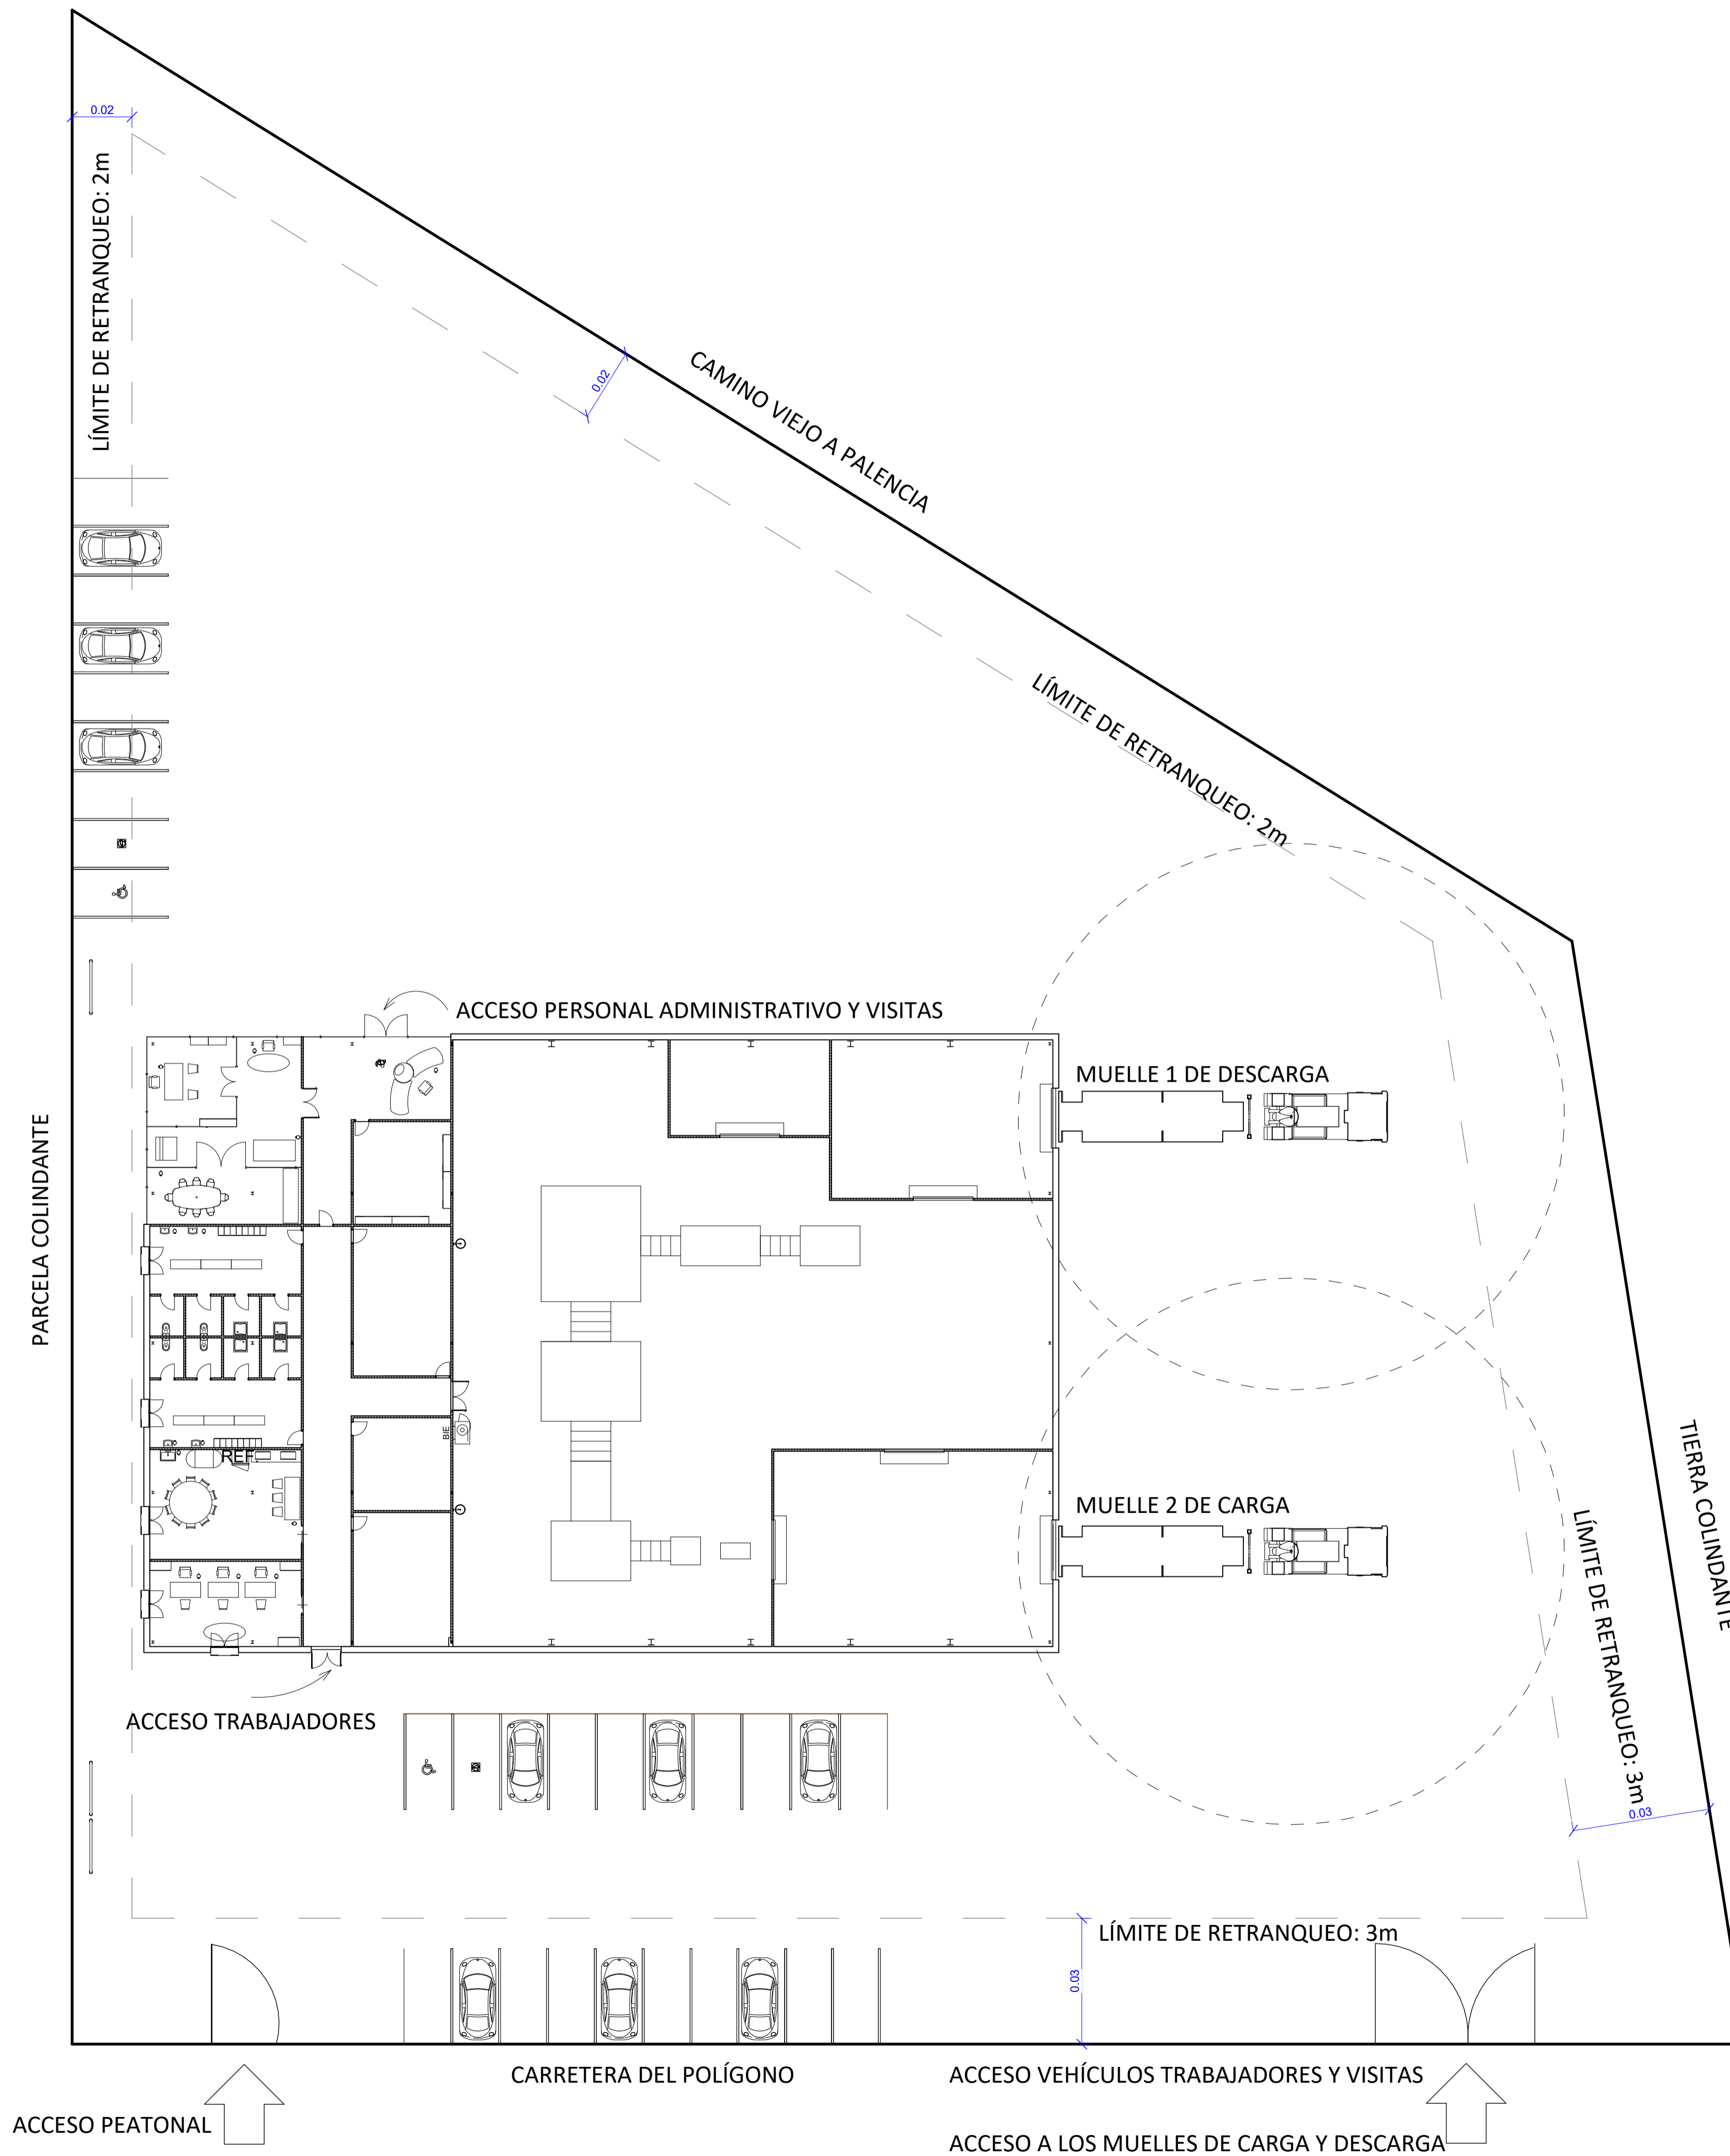 0.02
LÍMITE DE RETRANQUEO: 2m
0.02
CAMINO VIEJO A PALENCIA
LÍMITE DE RETRANQUEO: 2m
ACCESO PERSONAL ADMINISTRATIVO Y VISITAS
MUELLE 1 DE DESCARGA
PARCELA COLINDANTE
BIE
REF.
MUELLE 2 DE CARGA
TIERRA COLINDANTE
LÍMITE DE RETRANQUEO: 3m
ACCESO TRABAJADORES
0.03
LÍMITE DE RETRANQUEO: 3m
0.03
CARRETERA DEL POLÍGONO
ACCESO VEHÍCULOS TRABAJADORES Y VISITAS
ACCESO PEATONAL
ACCESO A LOS MUELLES DE CARGA Y DESCARGA